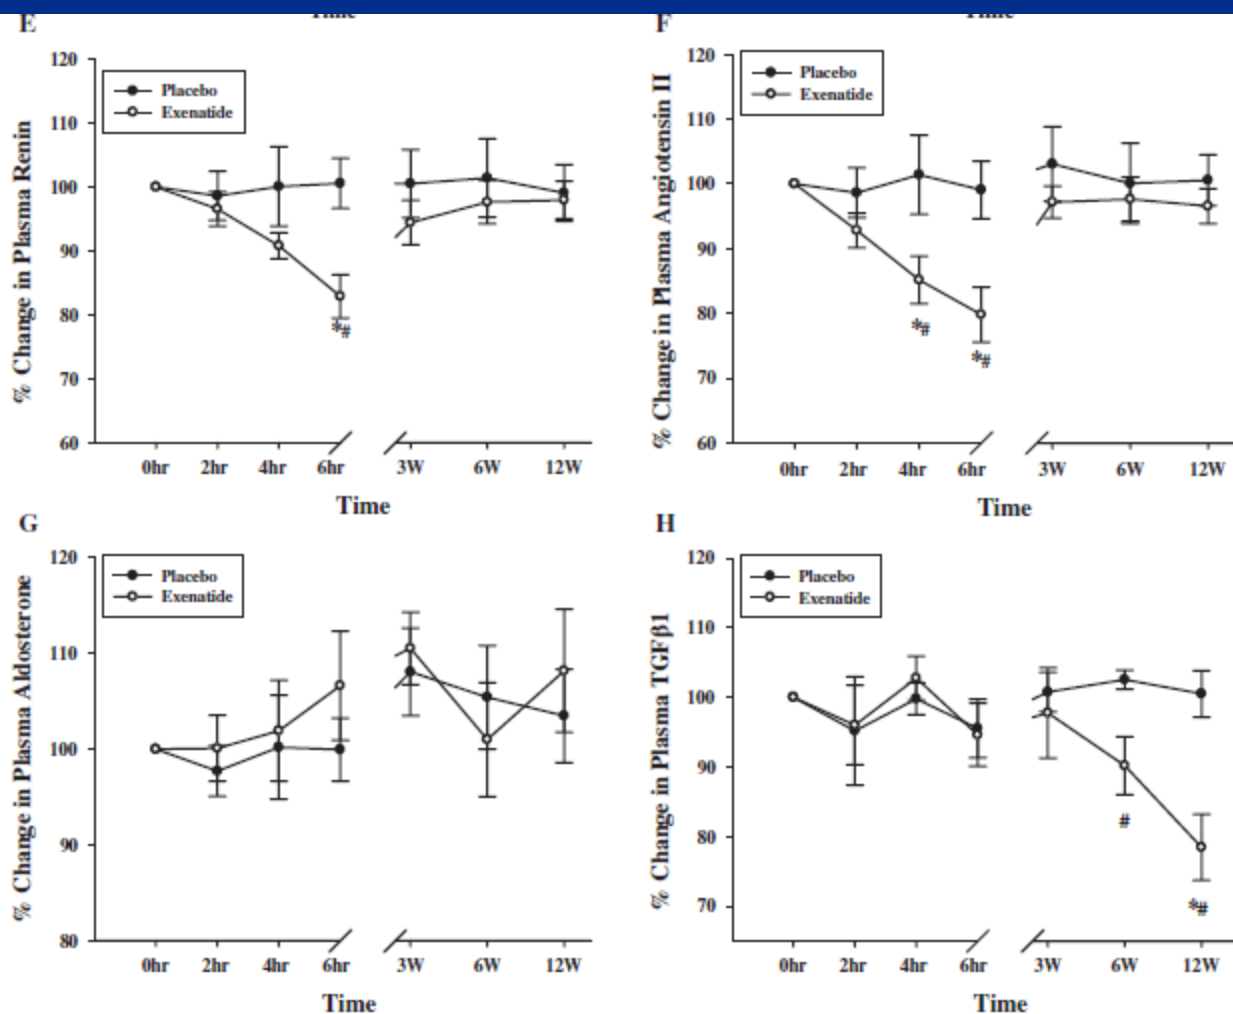 Time
Time
E
% Change in Plasma Renin
120
110
100
90
80
70
60
Placebo
Exenatide
*#
0hr 2hr 4hr 6hr 3W 6W 12W
Time
F
% Change in Plasma Angiotensin II
120
110
100
90
80
70
60
Placebo
Exenatide
*#
*#
0hr 2hr 4hr 6hr 3W 6W 12W
Time
G
% Change in Plasma Aldosterone
120
110
100
90
80
Placebo
Exenatide
0hr 2hr 4hr 6hr 3W 6W 12W
Time
H
% Change in Plasma TGFβ1
120
110
100
90
80
70
Placebo
Exenatide
#
*#
0hr 2hr 4hr 6hr 3W 6W 12W
Time